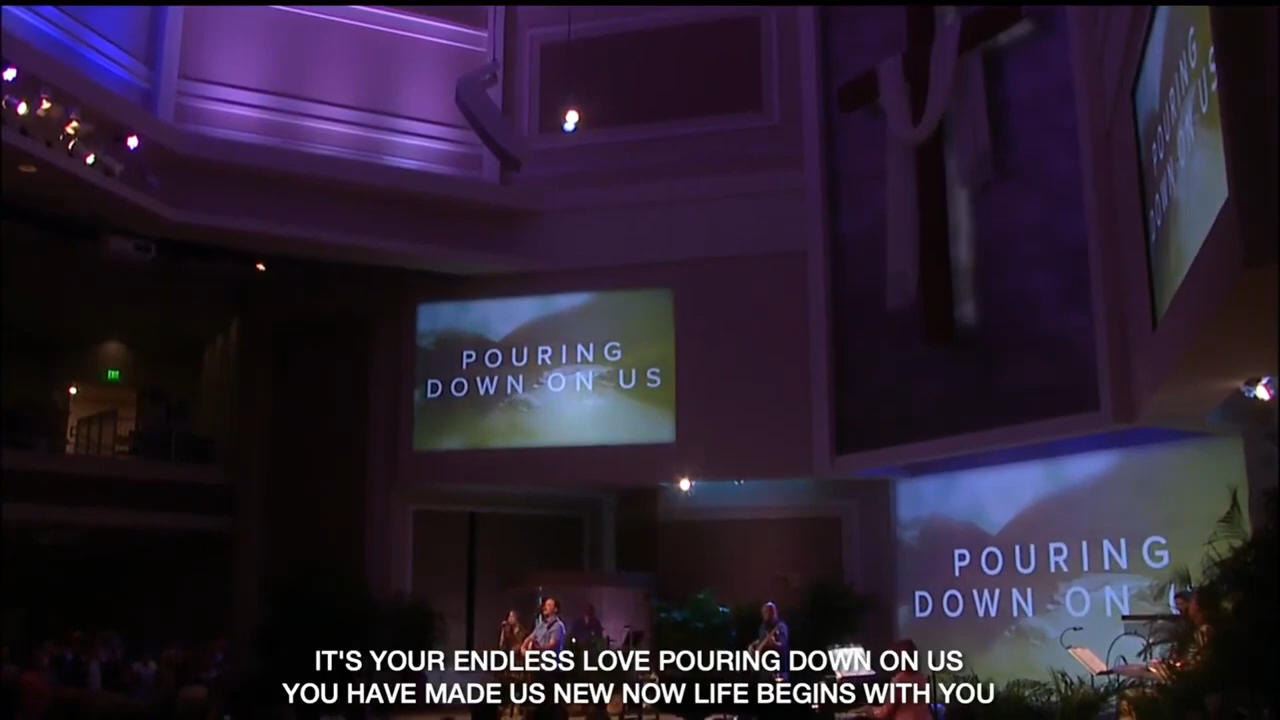 POURING
DOWN ON US
POURING
DOWN ON US
POURING
DOWN ON
IT'S YOUR ENDLESS LOVE POURING DOWN ON US
YOU HAVE MADE US NEW NOW LIFE BEGINS WITH YOU